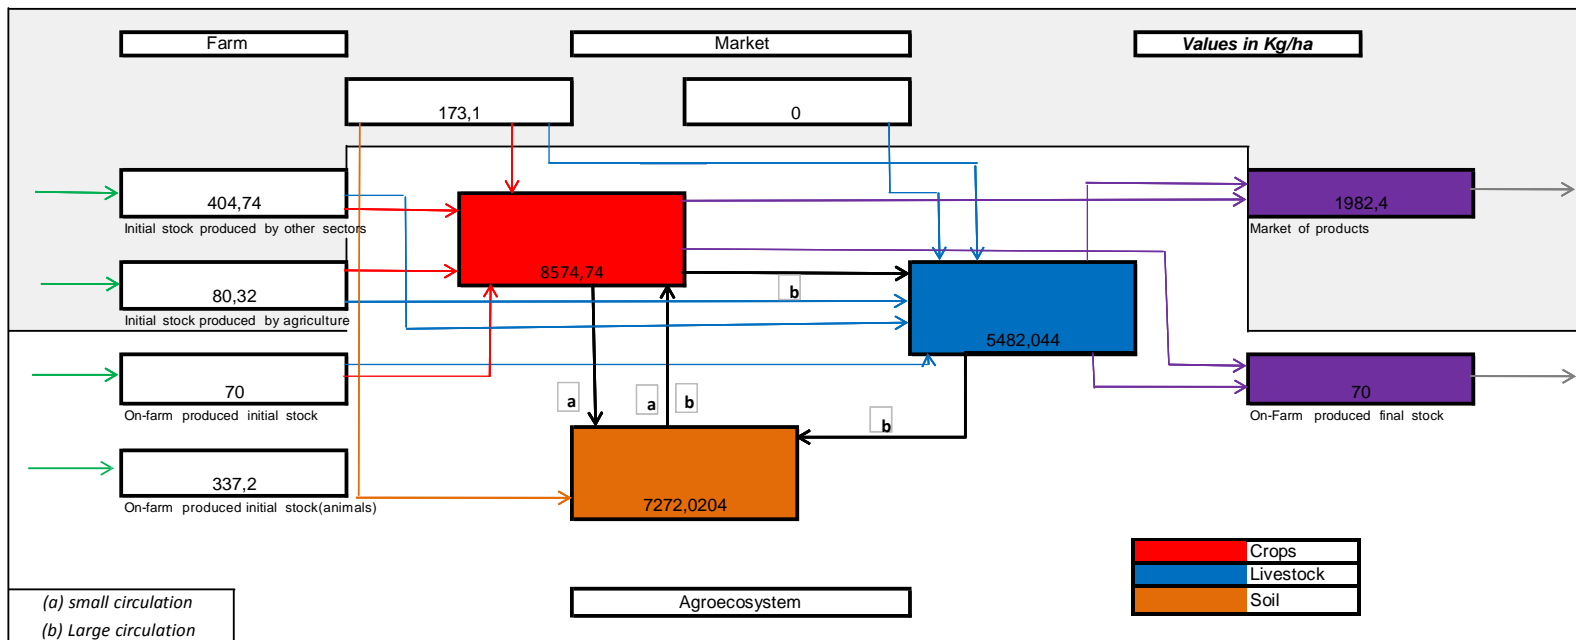 Farm
Market
Values in Kg/ha
173,1
0
404,74
Initial stock produced by other sectors
8574,74
1982,4
Market of products
80,32
Initial stock produced by agriculture
b
5482,044
70
On-farm produced initial stock
a
a
b
b
70
On-Farm produced final stock
337,2
On-farm produced initial stock(animals)
7272,0204
Crops
Livestock
Soil
Agroecosystem
(a) small circulation
(b) Large circulation